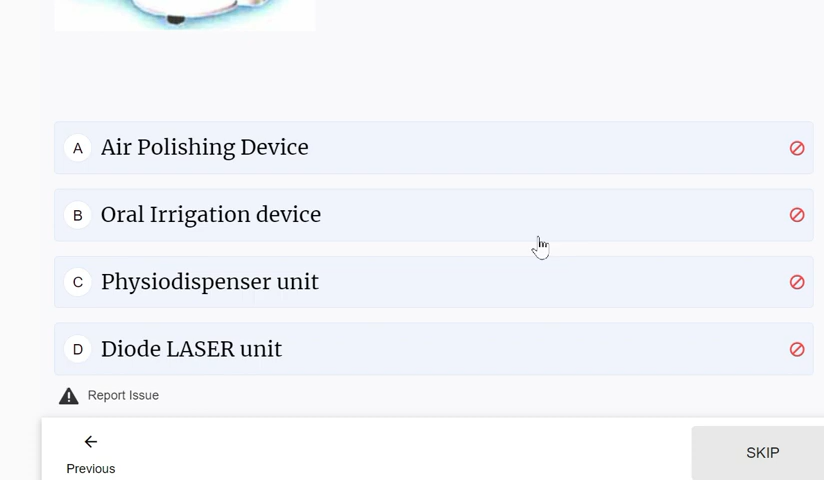 A Air Polishing Device
B Oral Irrigation device
C Physiodispenser unit
D Diode LASER unit
Report Issue
Previous
SKIP